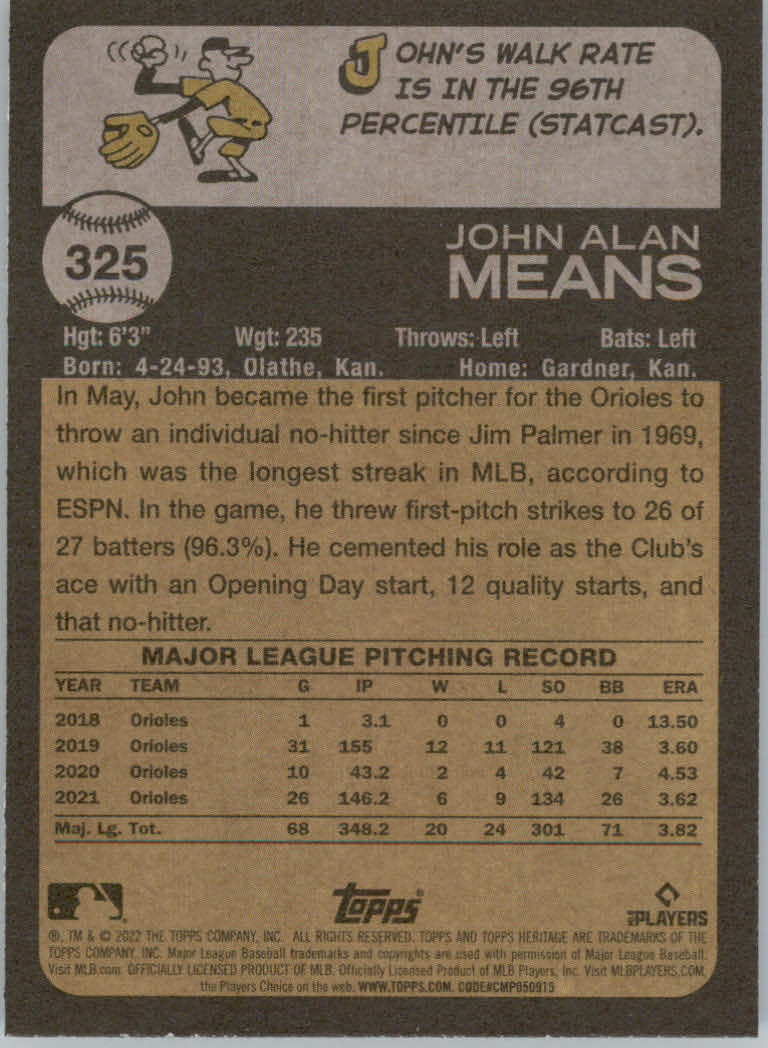 JOHN'S WALK RATE
IS IN THE 96TH
PERCENTILE (STATCAST).
325
JOHN ALAN
MEANS
Hgt: 6'3" Wgt: 235 Throws: Left Bats: Left
Born: 4-24-93, Olathe, Kan. Home: Gardner, Kan.
In May, John became the first pitcher for the Orioles to
throw an individual no-hitter since Jim Palmer in 1969,
which was the longest streak in MLB, according to
ESPN. In the game, he threw first-pitch strikes to 26 of
27 batters (96.3%). He cemented his role as the Club's
ace with an Opening Day start, 12 quality starts, and
that no-hitter.
MAJOR LEAGUE PITCHING RECORD
YEAR TEAM G IP W L SO BB ERA
2018 Orioles 1 3.1 0 0 4 0 13.50
2019 Orioles 31 155 12 11 121 38 3.60
2020 Orioles 10 43.2 2 4 42 7 4.53
2021 Orioles 26 146.2 6 9 134 26 3.62
Maj. Lg. Tot. 68 348.2 20 24 301 71 3.82
Topps®
MLB PLAYERS
®, TM & © 2022 THE TOPPS COMPANY, INC. ALL RIGHTS RESERVED. TOPPS AND TOPPS HERITAGE ARE TRADEMARKS OF THE
TOPPS COMPANY, INC. Major League Baseball trademarks and copyrights are used with permission of Major League Baseball.
Visit MLB.com. OFFICIALLY LICENSED PRODUCT OF MLB. Officially Licensed Product of MLB Players, Inc. Visit MLBPLAYERS.COM,
the Players Choice on the web. WWW.TOPPS.COM. CODE#CMP050915